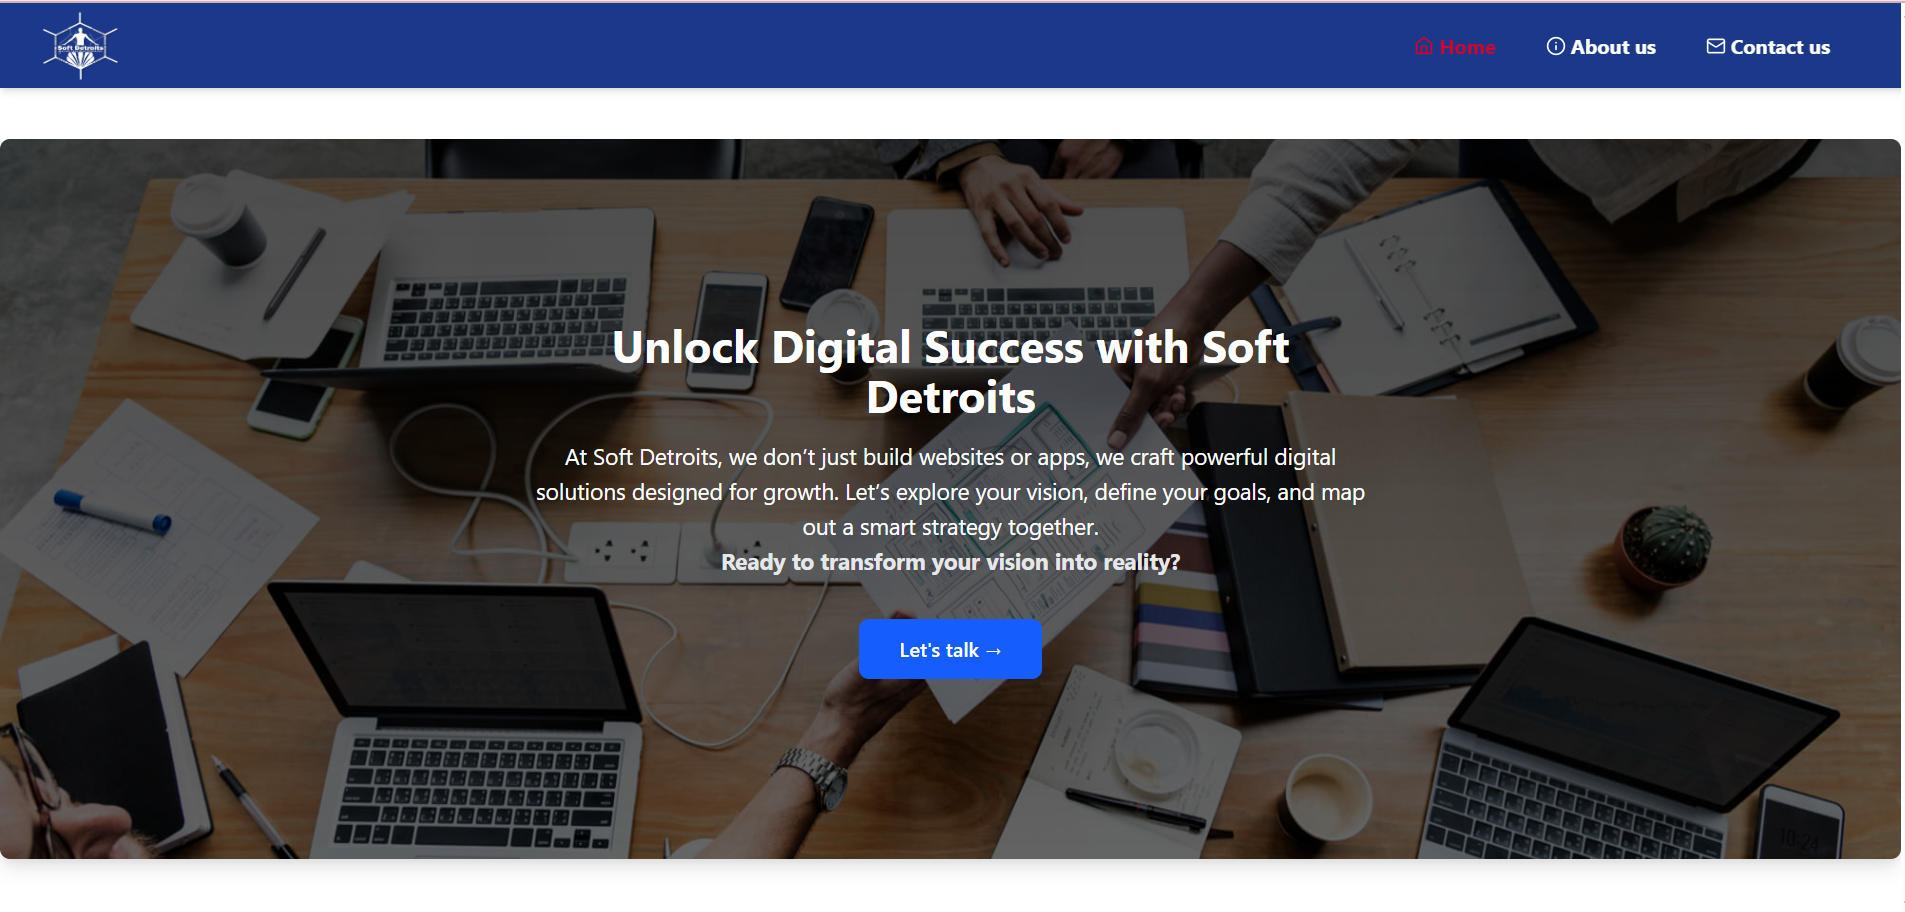 Soft Detroits
Home
About us
Contact us
Unlock Digital Success with Soft
Detroits
At Soft Detroits, we don’t just build websites or apps, we craft powerful digital
solutions designed for growth. Let’s explore your vision, define your goals, and map
out a smart strategy together.
Ready to transform your vision into reality?
Let's talk →
10:24